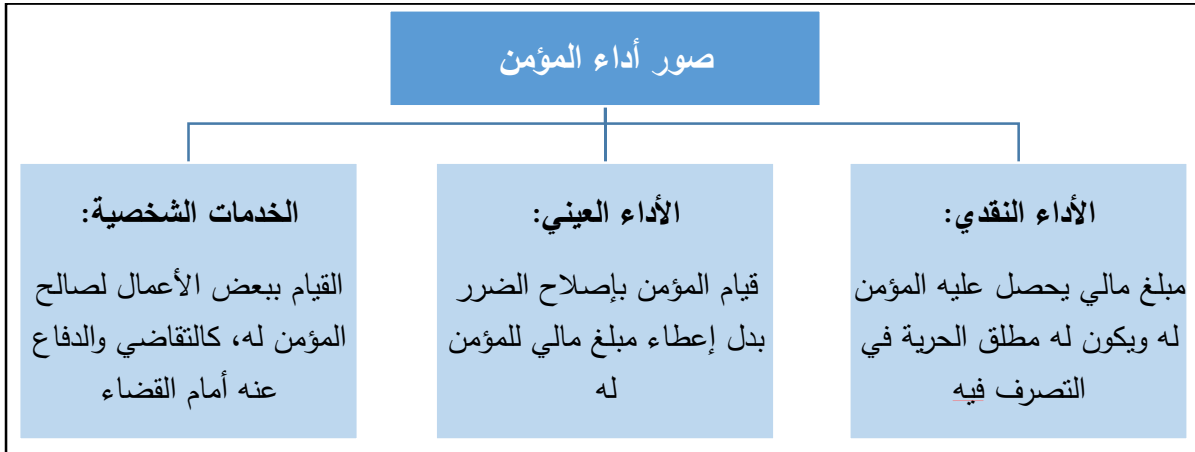 صور أداء المؤمن
الأداء النقدي:
مبلغ مالي يحصل عليه المؤمن
له ويكون له مطلق الحرية في
التصرف فيه
الأداء العيني:
قيام المؤمن بإصلاح الضرر
بدل إعطاء مبلغ مالي للمؤمن
له
الخدمات الشخصية:
القيام ببعض الأعمال لصالح
المؤمن له، كالتقاضي والدفاع
عنه أمام القضاء